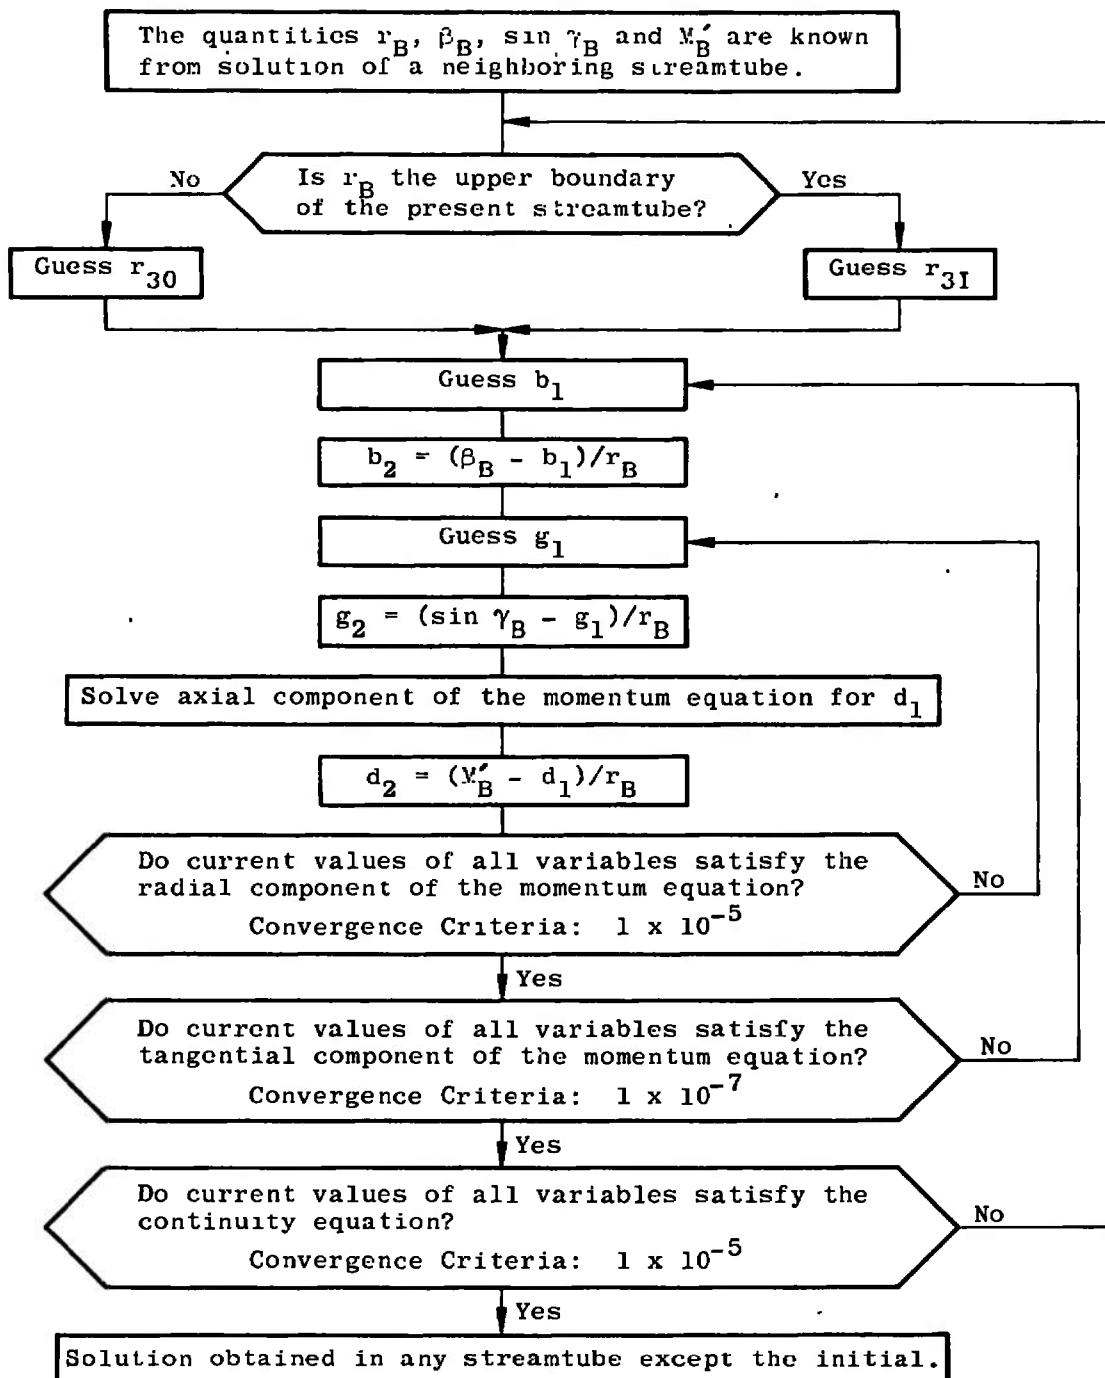 The quantities r_B, β_B, sin γ_B and M′_B are known
from solution of a neighboring streamtube.
Is r_B the upper boundary
of the present streamtube?
No
Yes
Guess r_30
Guess r_3I
Guess b_1
b_2 = (β_B - b_1)/r_B
Guess g_1
g_2 = (sin γ_B - g_1)/r_B
Solve axial component of the momentum equation for d_1
d_2 = (M′_B - d_1)/r_B
Do current values of all variables satisfy the
radial component of the momentum equation?
Convergence Criteria: 1 x 10^-5
No
Yes
Do current values of all variables satisfy the
tangential component of the momentum equation?
Convergence Criteria: 1 x 10^-7
No
Yes
Do current values of all variables satisfy the
continuity equation?
Convergence Criteria: 1 x 10^-5
No
Yes
Solution obtained in any streamtube except the initial.